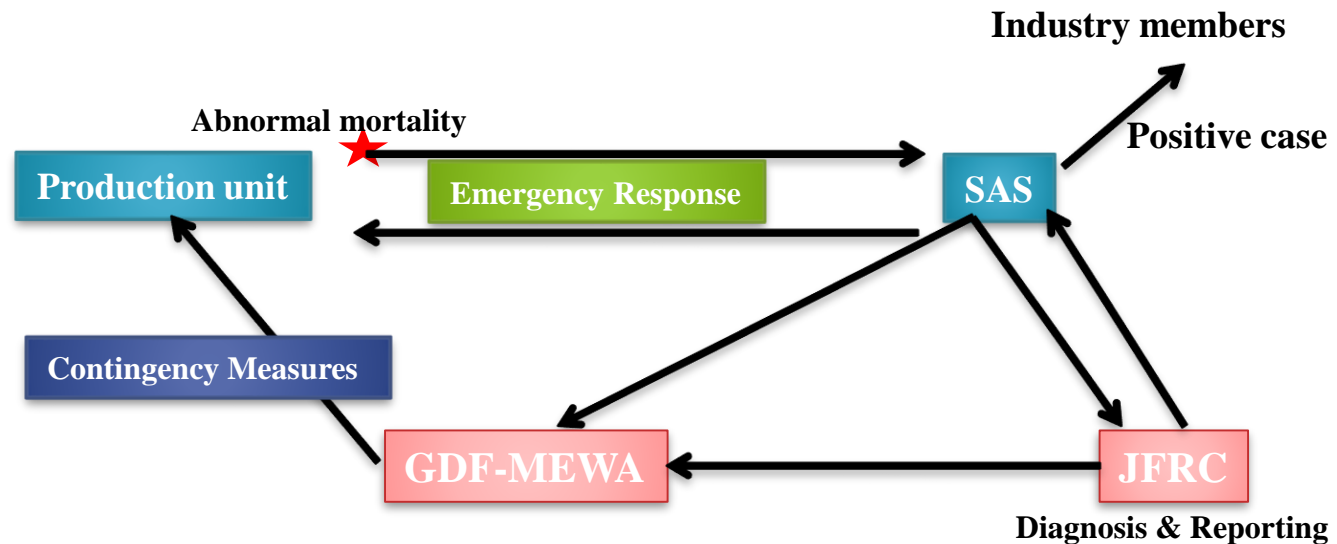 Industry members
Abnormal mortality
Positive case
Production unit
Emergency Response
SAS
Contingency Measures
GDF-MEWA
JFRC
Diagnosis & Reporting